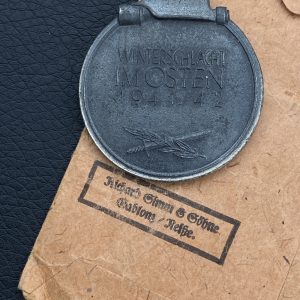 WINTERSCHLACHT
IM OSTEN
1941/42
Richard Simm & Söhne
Gablonz / Neiße.